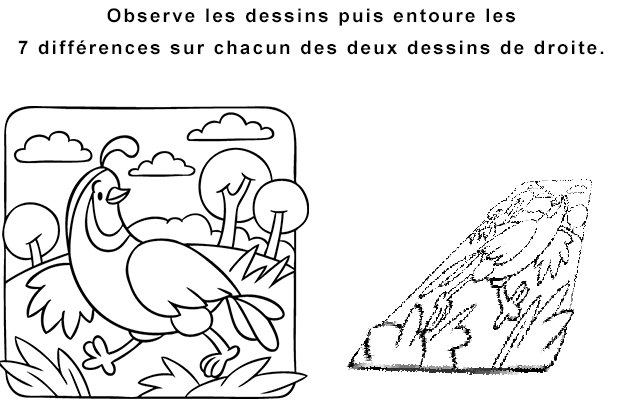 Observe les dessins puis entoure les
7 différences sur chacun des deux dessins de droite.